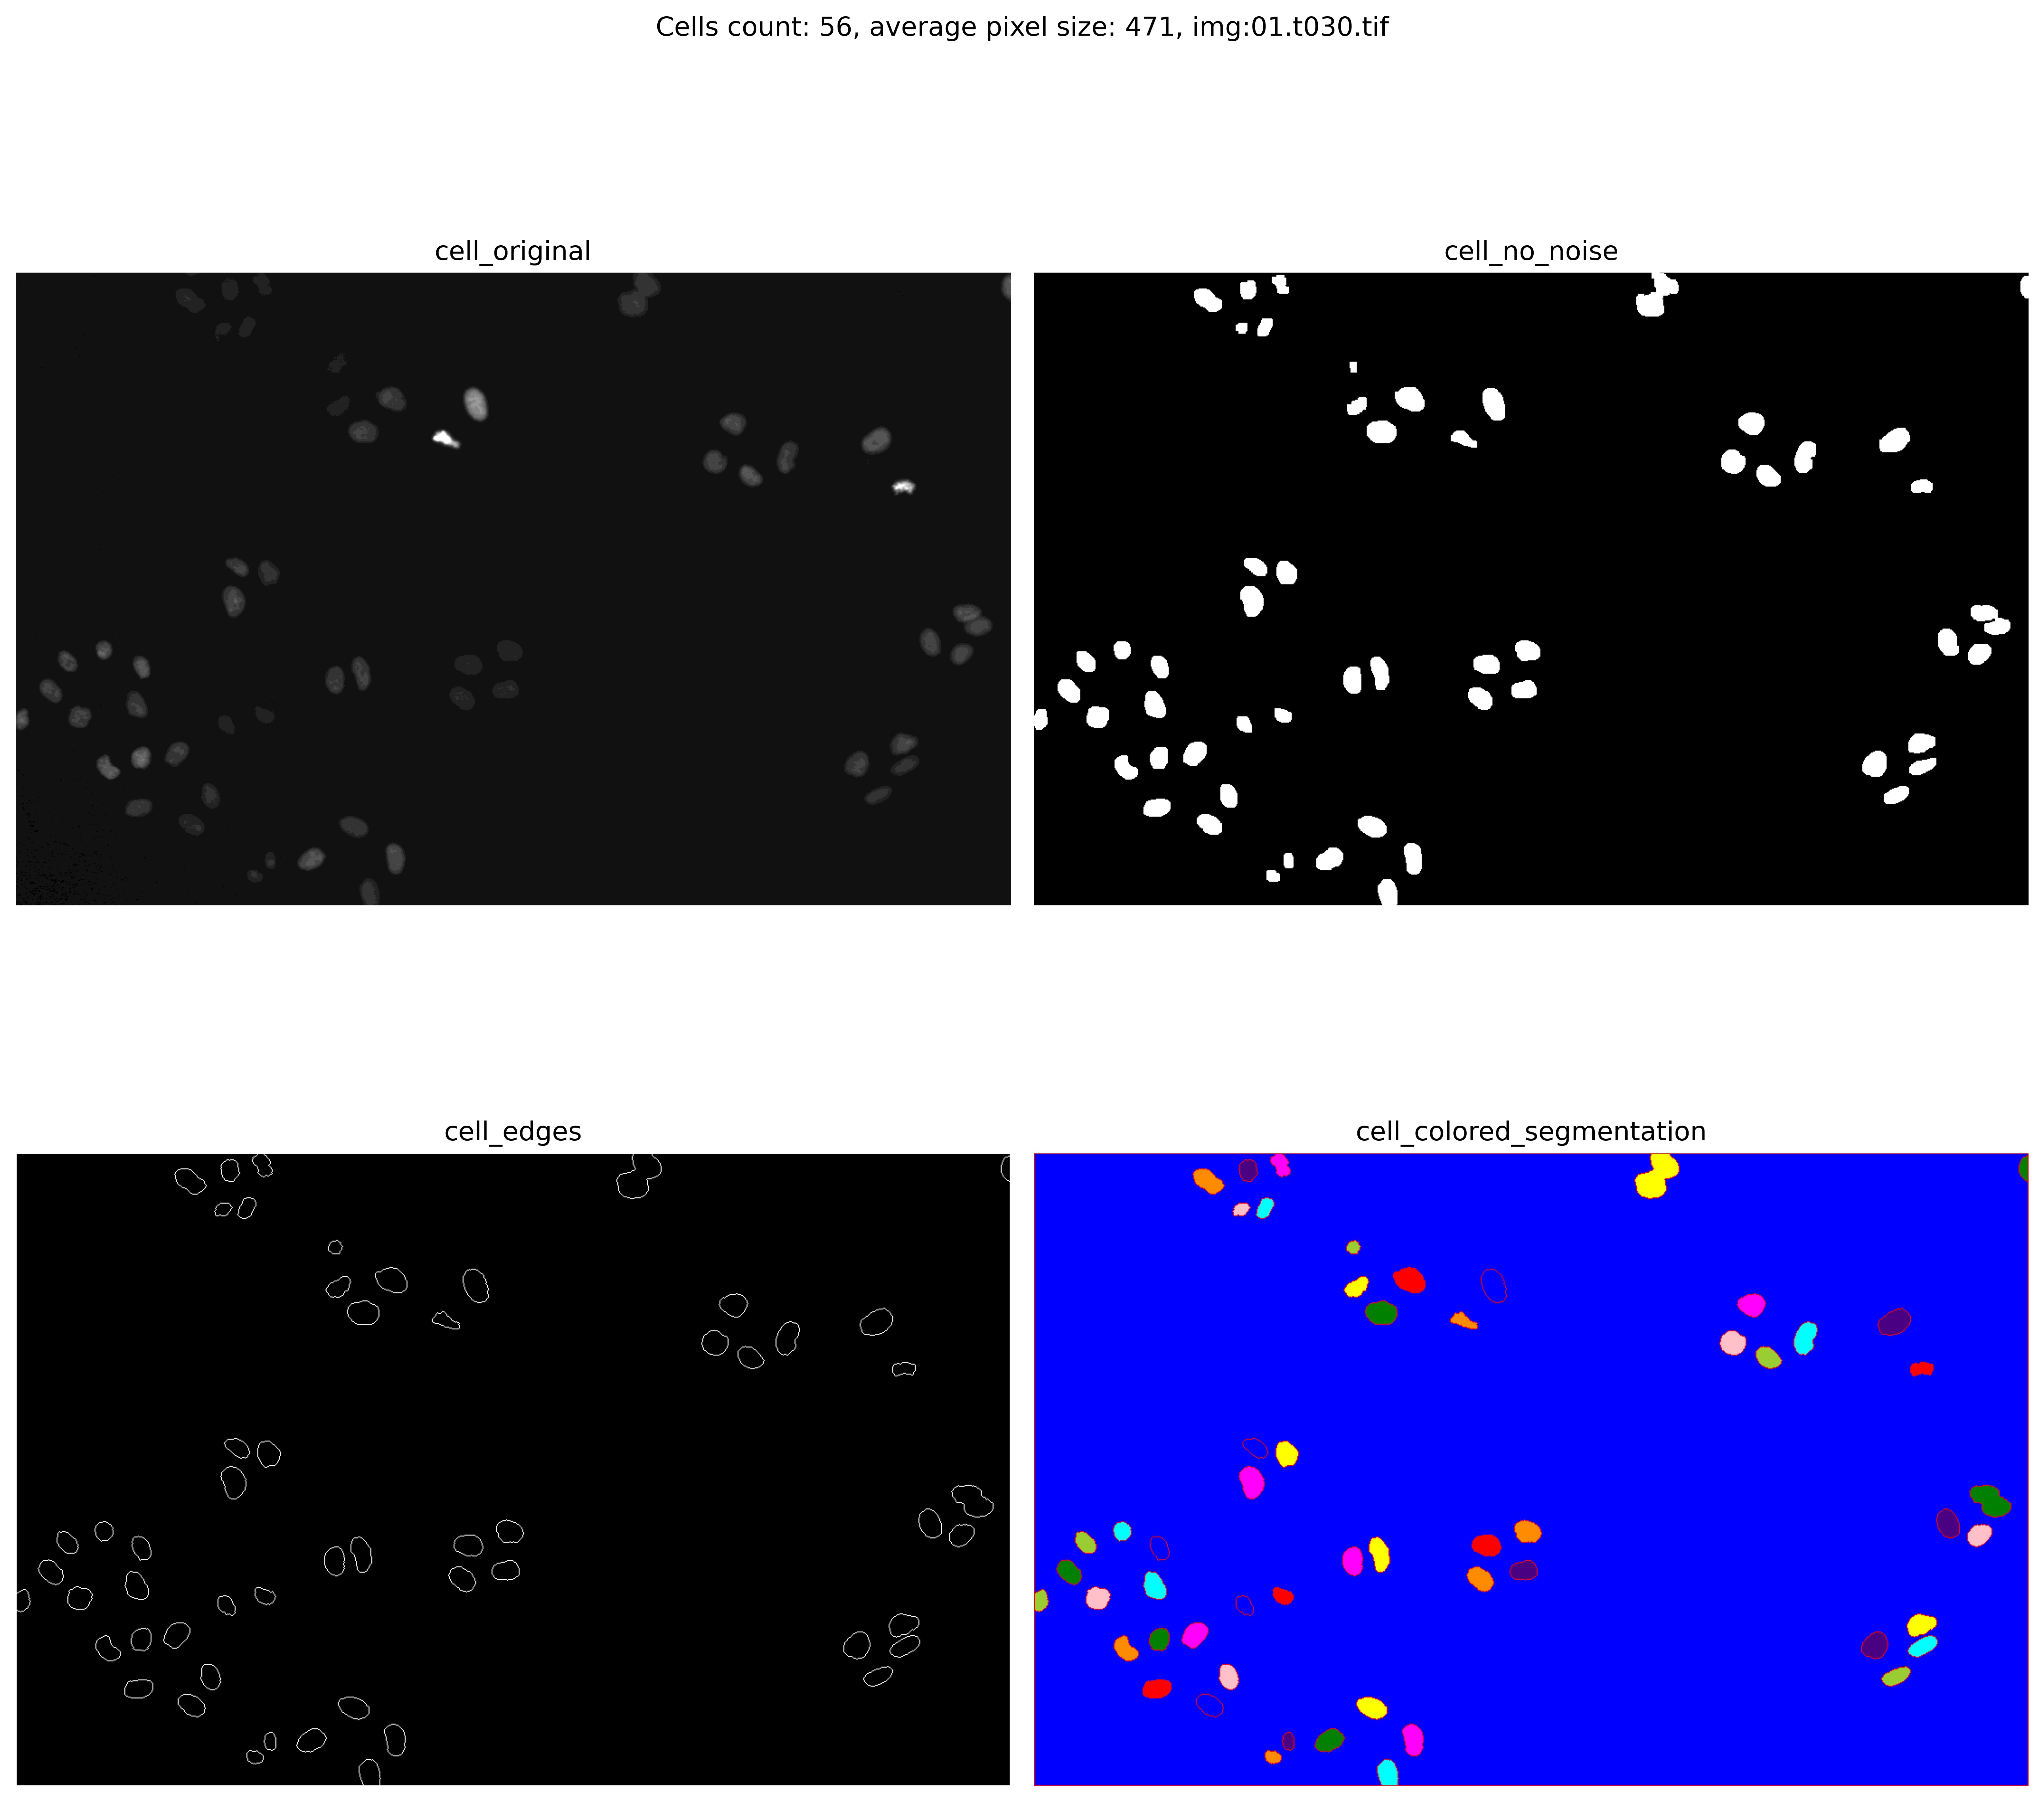 Cells count: 56, average pixel size: 471, img:01.t030.tif
cell_original
cell_no_noise
cell_edges
cell_colored_segmentation